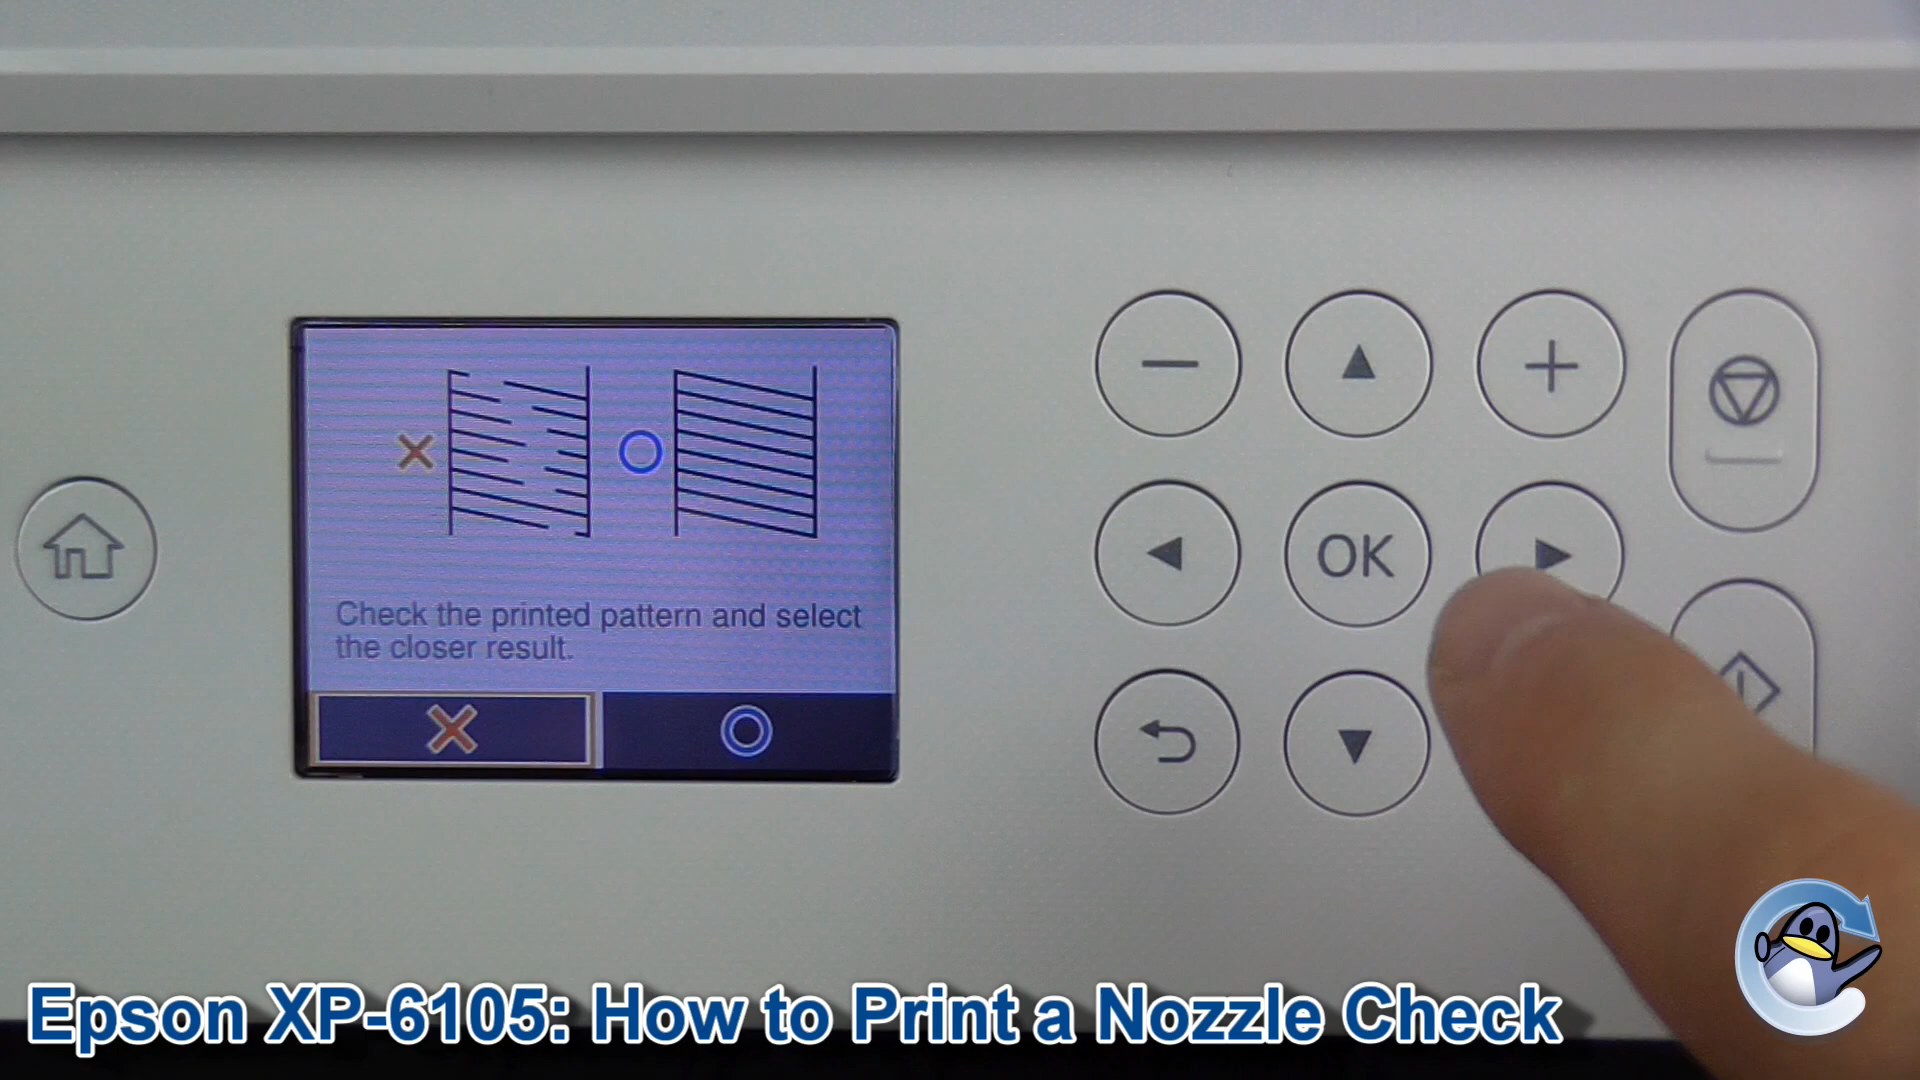 Check the printed pattern and select
the closer result.
OK
Epson XP-6105: How to Print a Nozzle Check